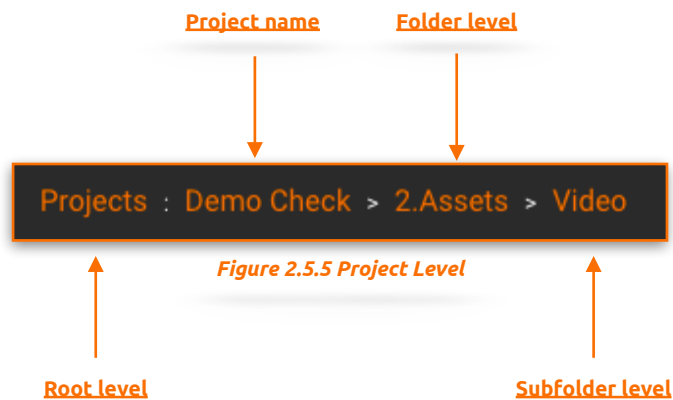 Project name Folder level
Projects : Demo Check > 2.Assets > Video
Figure 2.5.5 Project Level
Root level Subfolder level